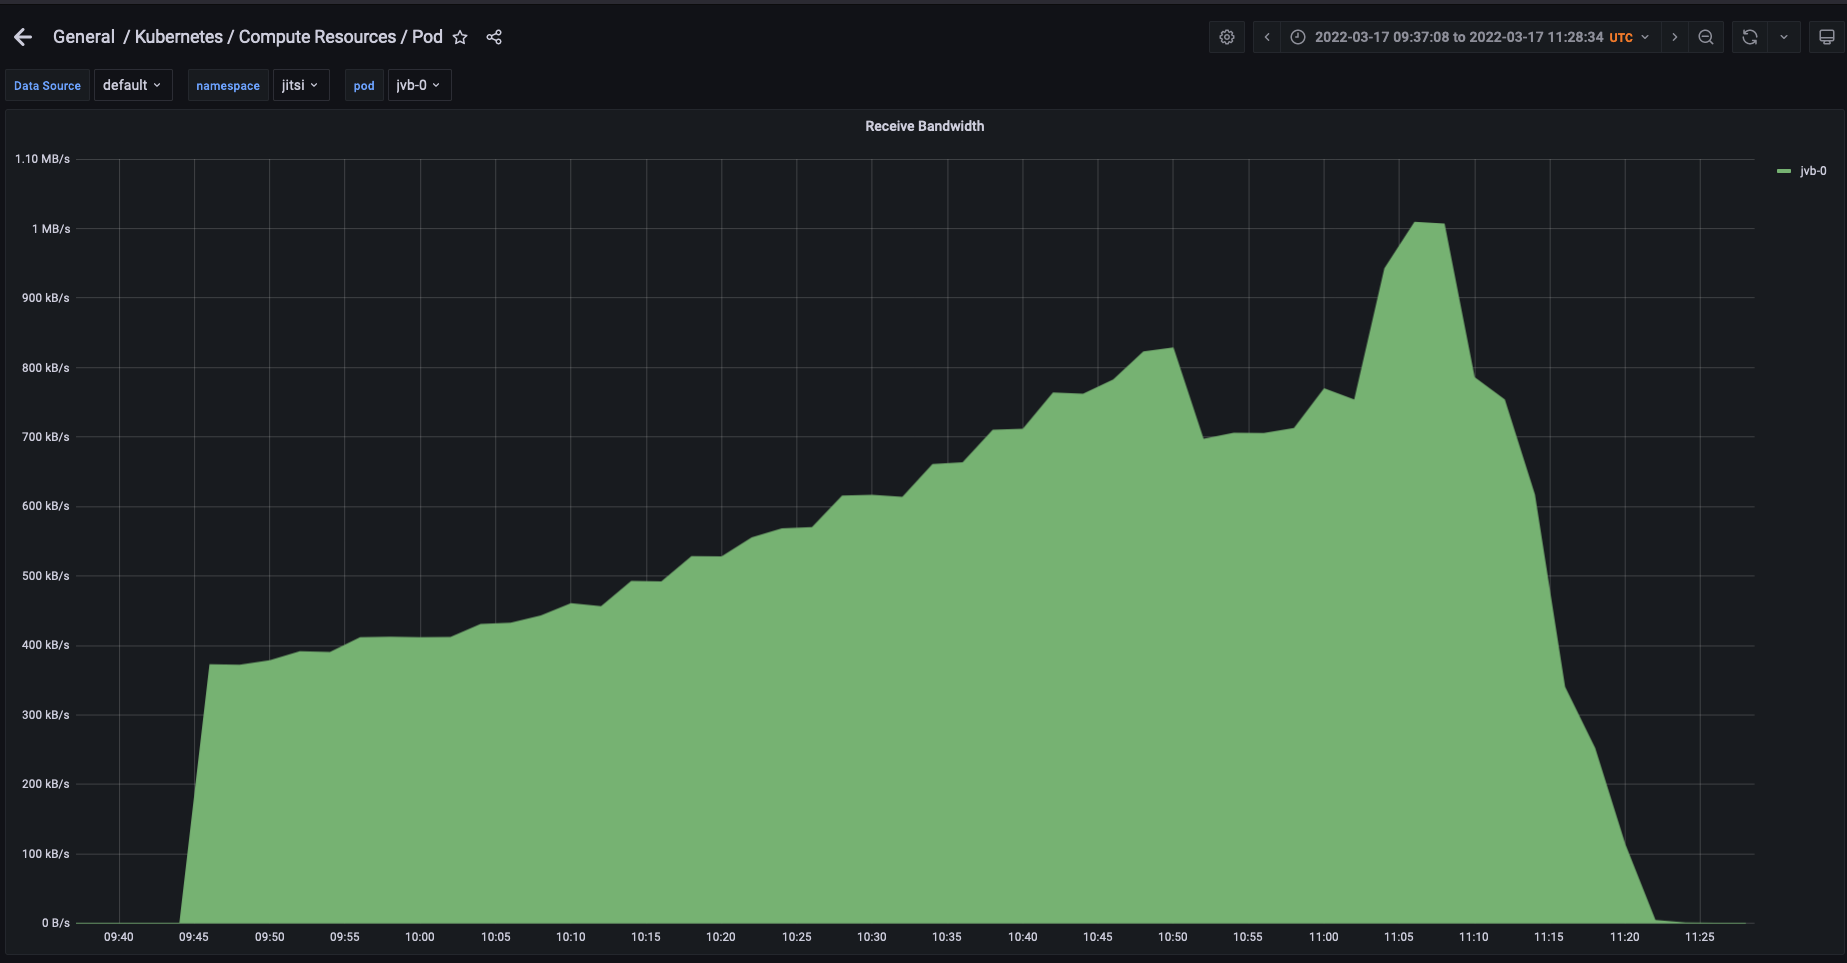 General / Kubernetes / Compute Resources / Pod
2022-03-17 09:37:08 to 2022-03-17 11:28:34 UTC
Data Source default namespace jitsi pod jvb-0
Receive Bandwidth
jvb-0
1.10 MB/s
1 MB/s
900 kB/s
800 kB/s
700 kB/s
600 kB/s
500 kB/s
400 kB/s
300 kB/s
200 kB/s
100 kB/s
0 B/s
09:40 09:45 09:50 09:55 10:00 10:05 10:10 10:15 10:20 10:25 10:30 10:35 10:40 10:45 10:50 10:55 11:00 11:05 11:10 11:15 11:20 11:25